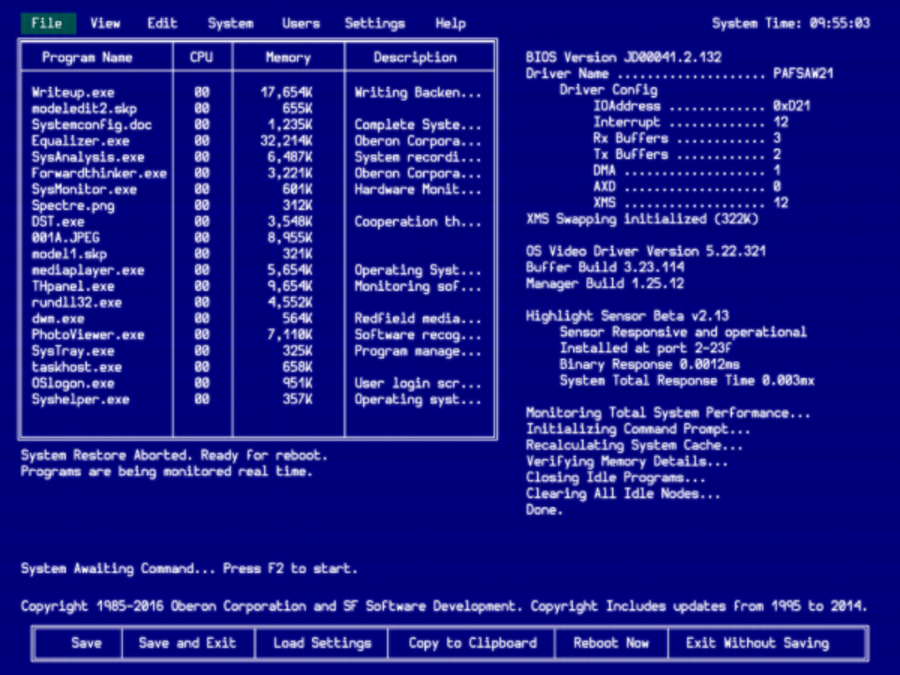 File View Edit System Users Settings Help System Time: 09:55:03
Program Name CPU Memory Description
Writeup.exe 00 17,654K Writing Backen...
modeledit2.skp 00 655K
Systemconfig.doc 00 1,235K Complete Syste...
Equalizer.exe 00 32,214K Oberon Corpora...
SysAnalysis.exe 00 6,487K System recordi...
Forwardthinker.exe 00 3,221K Oberon Corpora...
SysMonitor.exe 00 601K Hardware Monit...
Spectre.png 00 312K
DST.exe 00 3,548K Cooperation th...
001A.JPEG 00 8,955K
model1.skp 00 321K
mediaplayer.exe 00 5,654K Operating Syst...
THpanel.exe 00 9,654K Monitoring sof...
rundll32.exe 00 4,552K
dwm.exe 00 564K Redfield media...
PhotoViewer.exe 00 7,110K Software recog...
SysTray.exe 00 325K Program manage...
taskhost.exe 00 658K
OSlogon.exe 00 951K User login scr...
Syshelper.exe 00 357K Operating syst...
System Restore Aborted. Ready for reboot.
Programs are being monitored real time.
BIOS Version JD00041.2.132
Driver Name .................... PAFSAW21
Driver Config
IOAddress ............. 0xD21
Interrupt ............. 12
Rx Buffers ............ 3
Tx Buffers ............ 2
DMA ................... 1
AXD ................... 0
XMS ................... 12
XMS Swapping initialized (322K)
OS Video Driver Version 5.22.321
Buffer Build 3.23.114
Manager Build 1.25.12
Highlight Sensor Beta v2.13
Sensor Responsive and operational
Installed at port 2-23F
Binary Response 0.0012ms
System Total Response Time 0.003mx
Monitoring Total System Performance...
Initializing Command Prompt...
Recalculating System Cache...
Verifying Memory Details...
Closing Idle Programs...
Clearing All Idle Nodes...
Done.
System Awaiting Command... Press F2 to start.
Copyright 1985-2016 Oberon Corporation and SF Software Development. Copyright Includes updates from 1995 to 2014.
Save Save and Exit Load Settings Copy to Clipboard Reboot Now Exit Without Saving